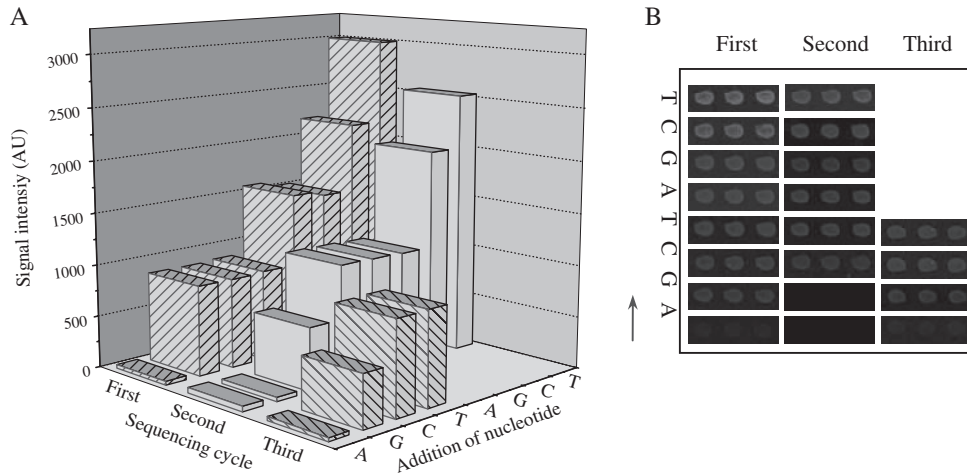 A
Signal intensiy (AU)
3000
2500
2000
1500
1000
500
0
First
Second
Third
Sequencing cycle
A
G
C
T
A
G
C
T
Addition of nucleotide
B
First Second Third
T
C
G
A
T
C
G
A